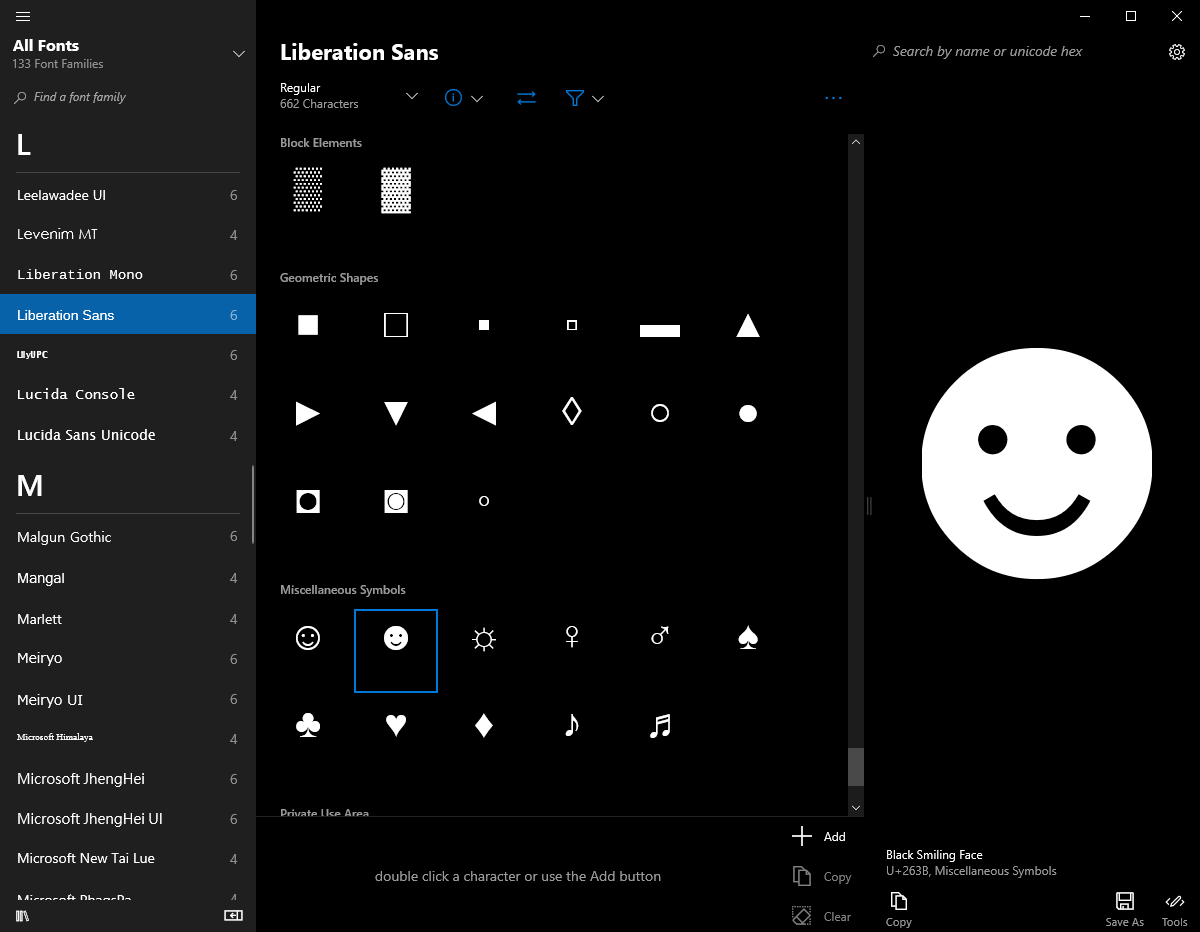 All Fonts
133 Font Families
Find a font family
L
Leelawadee UI 6
Levenim MT 4
Liberation Mono 6
Liberation Sans 6
LilyUPC 6
Lucida Console 4
Lucida Sans Unicode 4
M
Malgun Gothic 6
Mangal 4
Marlett 4
Meiryo 6
Meiryo UI 6
Microsoft Himalaya 4
Microsoft JhengHei 6
Microsoft JhengHei UI 6
Microsoft New Tai Lue 4
Microsoft PhagsPa 4
Liberation Sans
Search by name or unicode hex
Regular
662 Characters
Block Elements
▒ ▓
Geometric Shapes
■ □ ▪ ▫ ▬ ▲
► ▼ ◄ ◊ ○ ●
◘ ◙ ◦
Miscellaneous Symbols
☺ ☻ ☼ ♀ ♂ ♠
♣ ♥ ♦ ♪ ♫
Private Use Area
double click a character or use the Add button
Add
Copy
Clear
☻
Black Smiling Face
U+263B, Miscellaneous Symbols
Copy
Save As
Tools